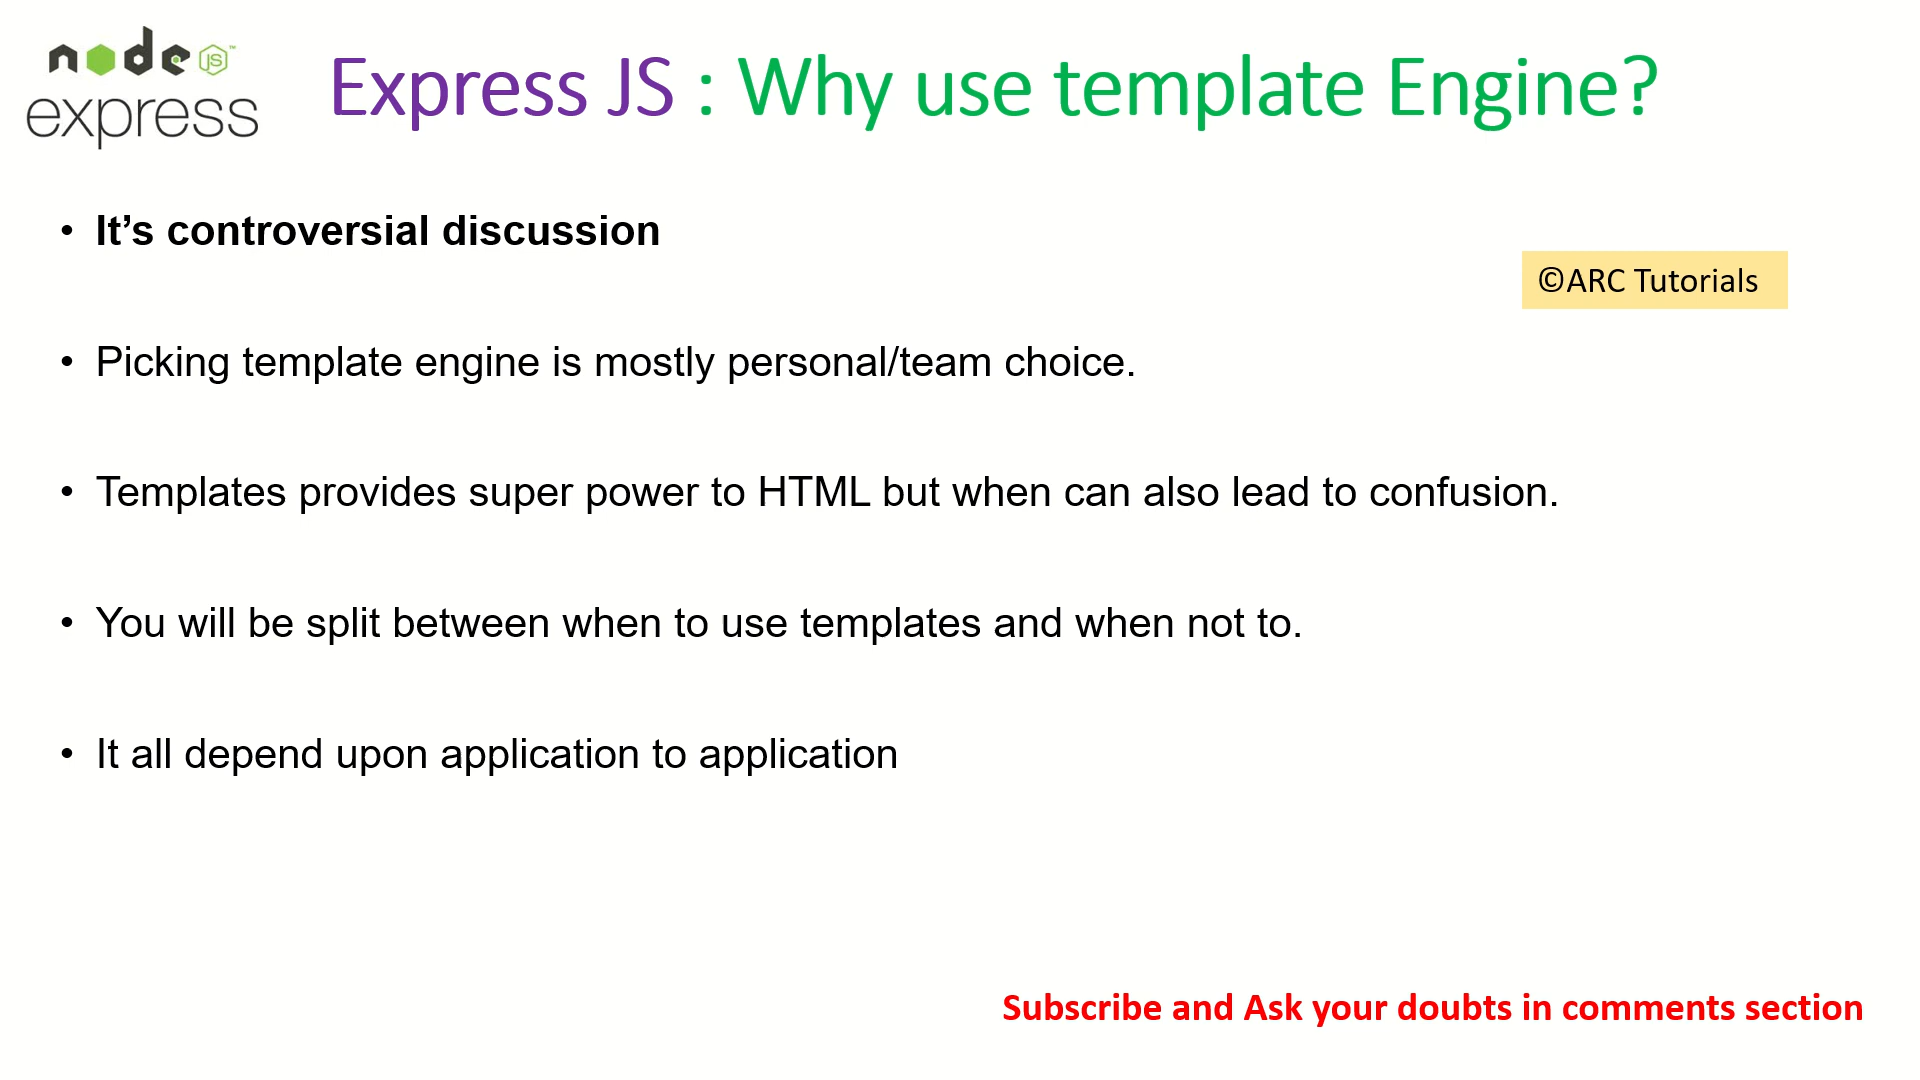 node JS™
express
Express JS : Why use template Engine?
• It’s controversial discussion
©ARC Tutorials
• Picking template engine is mostly personal/team choice.
• Templates provides super power to HTML but when can also lead to confusion.
• You will be split between when to use templates and when not to.
• It all depend upon application to application
Subscribe and Ask your doubts in comments section